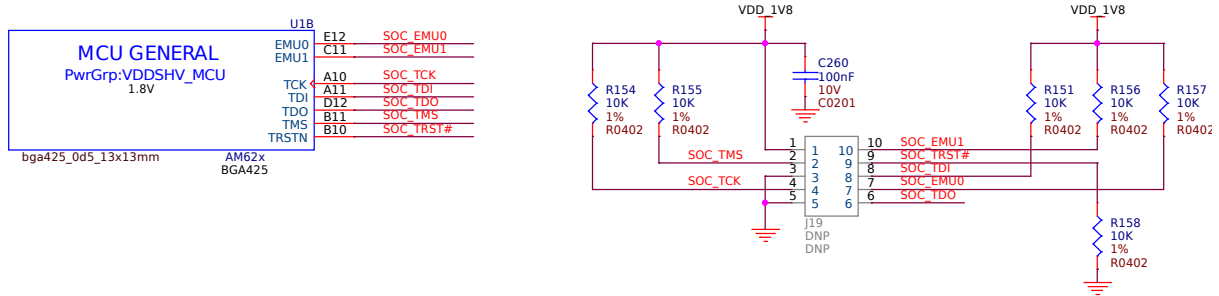 U1B
MCU GENERAL
PwrGrp:VDDSHV_MCU
1.8V
EMU0 E12 SOC_EMU0
EMU1 C11 SOC_EMU1
TCK A10 SOC_TCK
TDI A11 SOC_TDI
TDO D12 SOC_TDO
TMS B11 SOC_TMS
TRSTN B10 SOC_TRST#
bga425_0d5_13x13mm
AM62x
BGA425
VDD_1V8
VDD_1V8
R154
10K
1%
R0402
R155
10K
1%
R0402
C260
100nF
10V
C0201
R151
10K
1%
R0402
R156
10K
1%
R0402
R157
10K
1%
R0402
1 1 10 10 SOC_EMU1
SOC_TMS 2 2 9 9 SOC_TRST#
3 3 8 8 SOC_TDI
SOC_TCK 4 4 7 7 SOC_EMU0
5 5 6 6 SOC_TDO
J19
DNP
DNP
R158
10K
1%
R0402